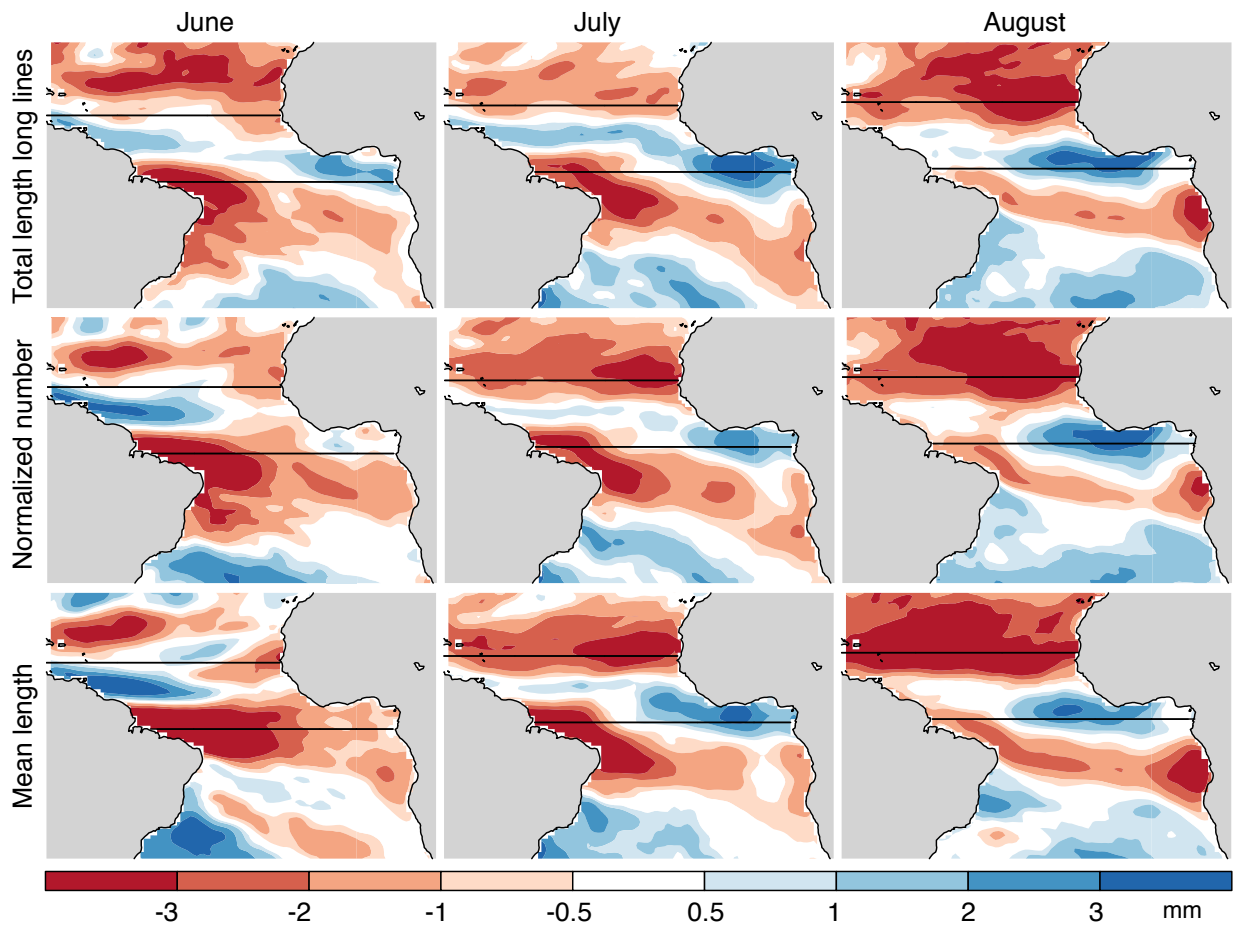 June July August
Total length long lines
Normalized number
Mean length
-3 -2 -1 -0.5 0.5 1 2 3 mm